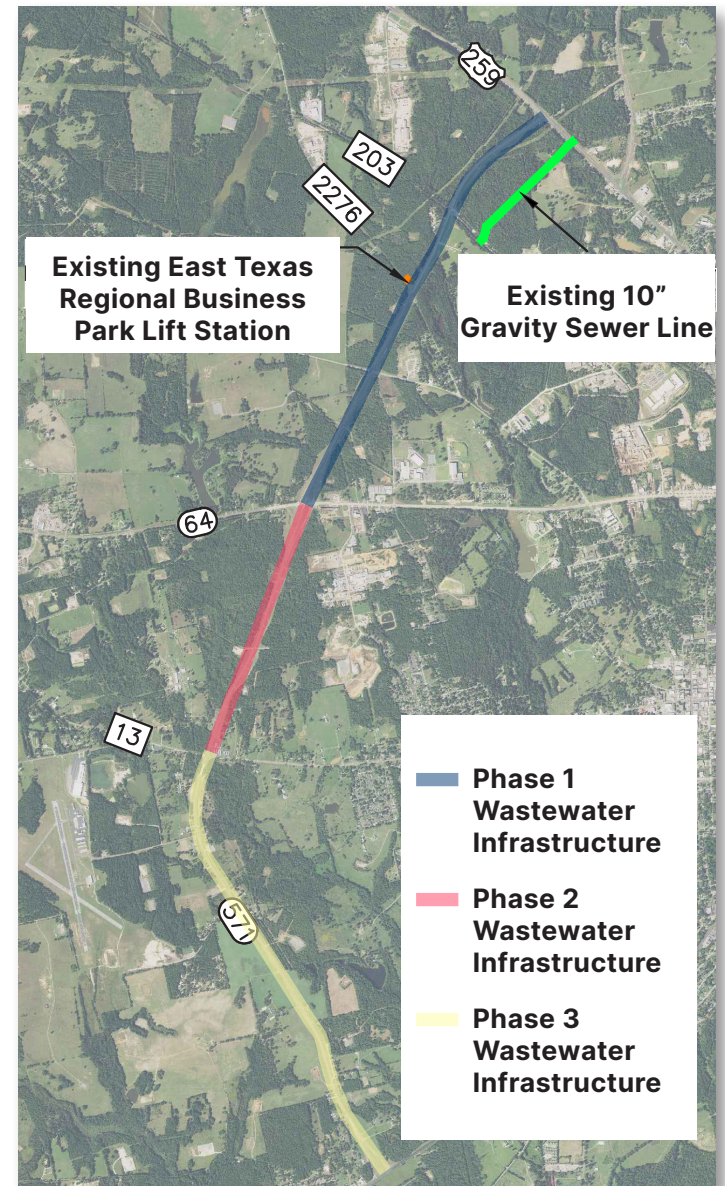 259
203
2276
Existing East Texas
Regional Business
Park Lift Station
Existing 10”
Gravity Sewer Line
64
13
571
Phase 1
Wastewater
Infrastructure
Phase 2
Wastewater
Infrastructure
Phase 3
Wastewater
Infrastructure